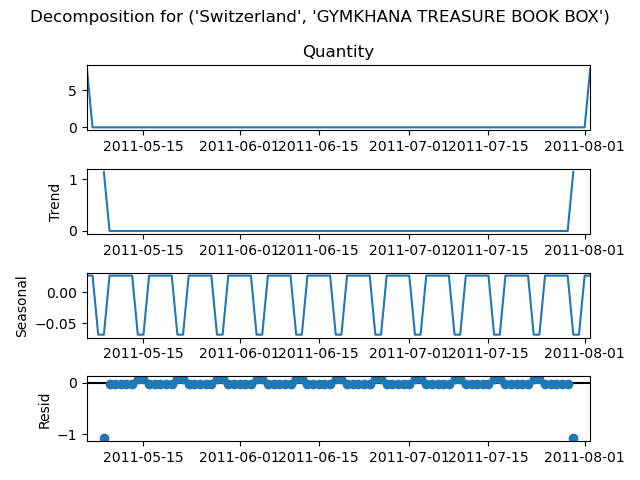 Decomposition for ('Switzerland', 'GYMKHANA TREASURE BOOK BOX')
Quantity
5
0
2011-05-15 2011-06-01 2011-06-15 2011-07-01 2011-07-15 2011-08-01
Trend
1
0
2011-05-15 2011-06-01 2011-06-15 2011-07-01 2011-07-15 2011-08-01
Seasonal
0.00
−0.05
2011-05-15 2011-06-01 2011-06-15 2011-07-01 2011-07-15 2011-08-01
Resid
0
−1
2011-05-15 2011-06-01 2011-06-15 2011-07-01 2011-07-15 2011-08-01